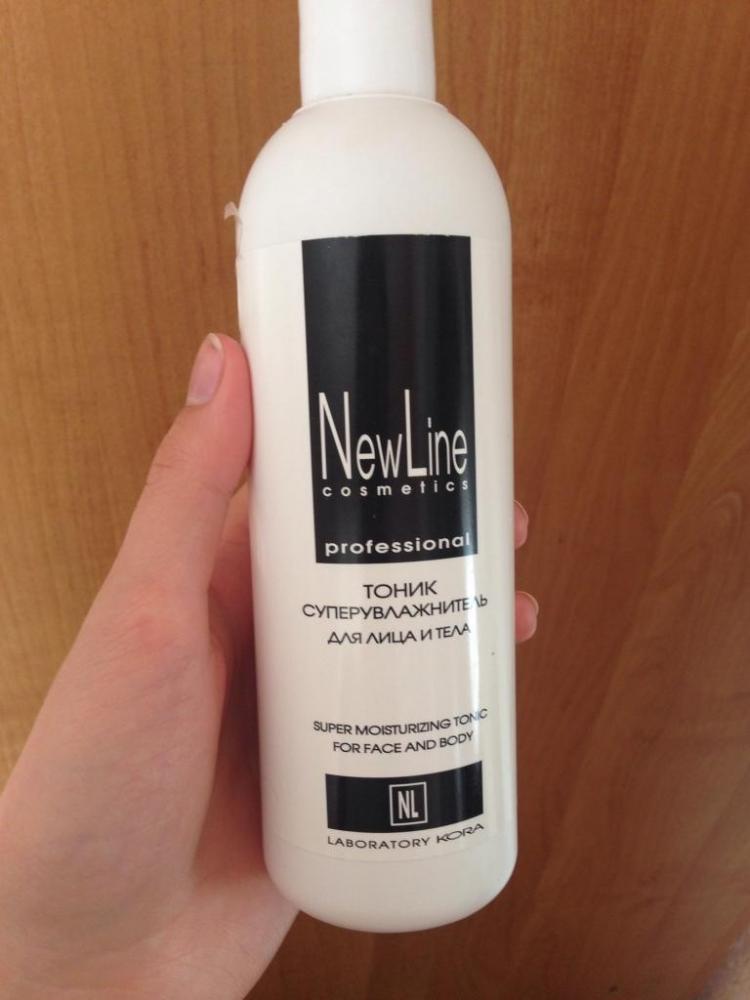 NewLine
cosmetics
professional
ТОНИК
СУПЕРУВЛАЖНИТЕЛЬ
ДЛЯ ЛИЦА И ТЕЛА
SUPER MOISTURIZING TONIC
FOR FACE AND BODY
NL
LABORATORY KORA